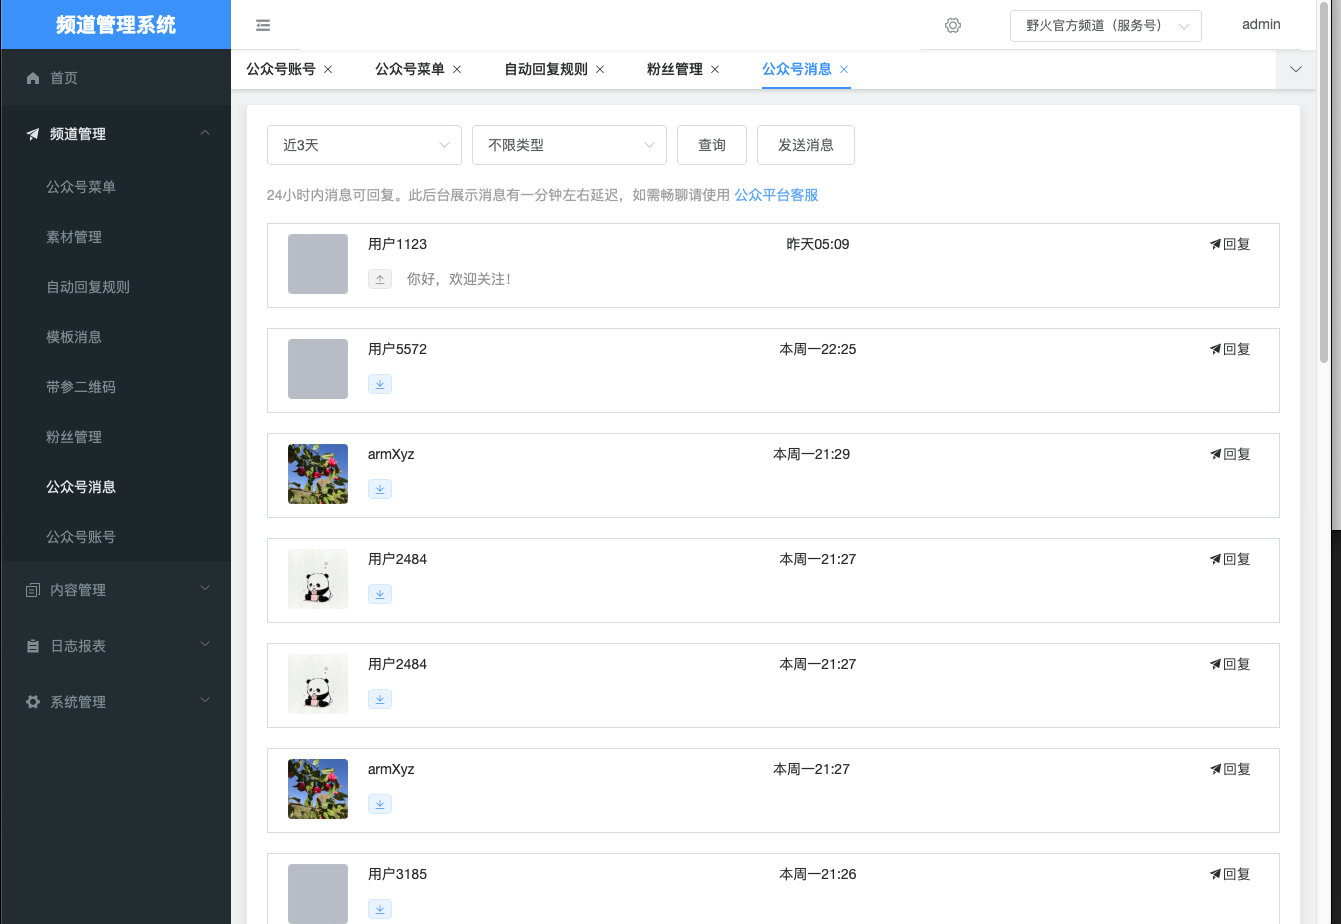 频道管理系统
野火官方频道（服务号）
admin
首页
频道管理
公众号菜单
素材管理
自动回复规则
模板消息
带参二维码
粉丝管理
公众号消息
公众号账号
内容管理
日志报表
系统管理
公众号账号 公众号菜单 自动回复规则 粉丝管理 公众号消息
近3天 不限类型 查询 发送消息
24小时内消息可回复。此后台展示消息有一分钟左右延迟，如需畅聊请使用 公众平台客服
用户1123 昨天05:09 回复
你好，欢迎关注！
用户5572 本周一22:25 回复
armXyz 本周一21:29 回复
用户2484 本周一21:27 回复
用户2484 本周一21:27 回复
armXyz 本周一21:27 回复
用户3185 本周一21:26 回复